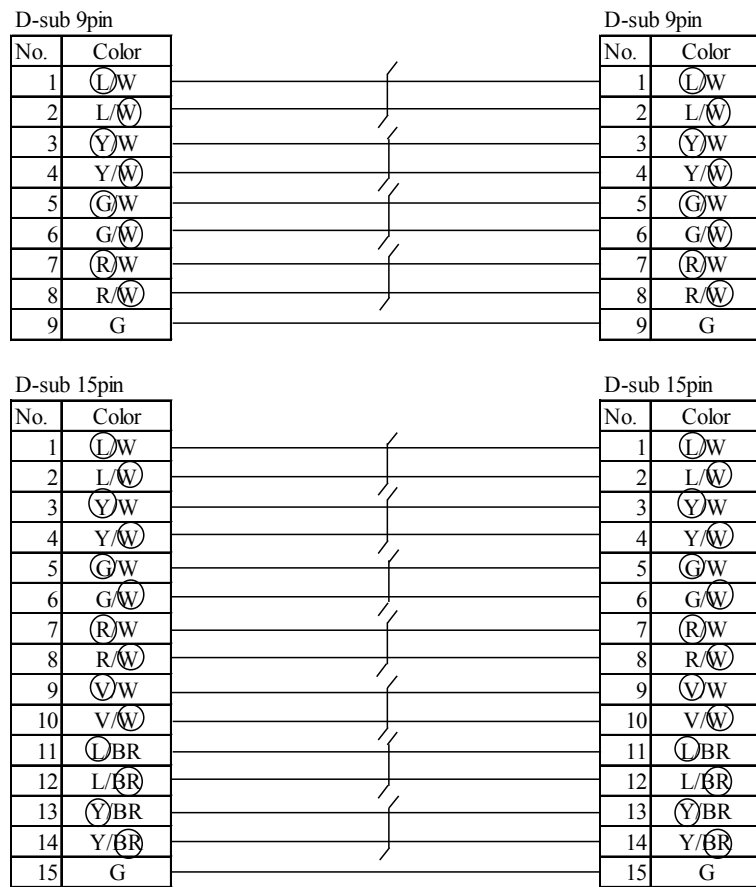 D-sub 9pin D-sub 9pin
No. Color No. Color
1 L/W 1 L/W
2 L/W 2 L/W
3 Y/W 3 Y/W
4 Y/W 4 Y/W
5 G/W 5 G/W
6 G/W 6 G/W
7 R/W 7 R/W
8 R/W 8 R/W
9 G 9 G
D-sub 15pin D-sub 15pin
No. Color No. Color
1 L/W 1 L/W
2 L/W 2 L/W
3 Y/W 3 Y/W
4 Y/W 4 Y/W
5 G/W 5 G/W
6 G/W 6 G/W
7 R/W 7 R/W
8 R/W 8 R/W
9 V/W 9 V/W
10 V/W 10 V/W
11 L/BR 11 L/BR
12 L/BR 12 L/BR
13 Y/BR 13 Y/BR
14 Y/BR 14 Y/BR
15 G 15 G